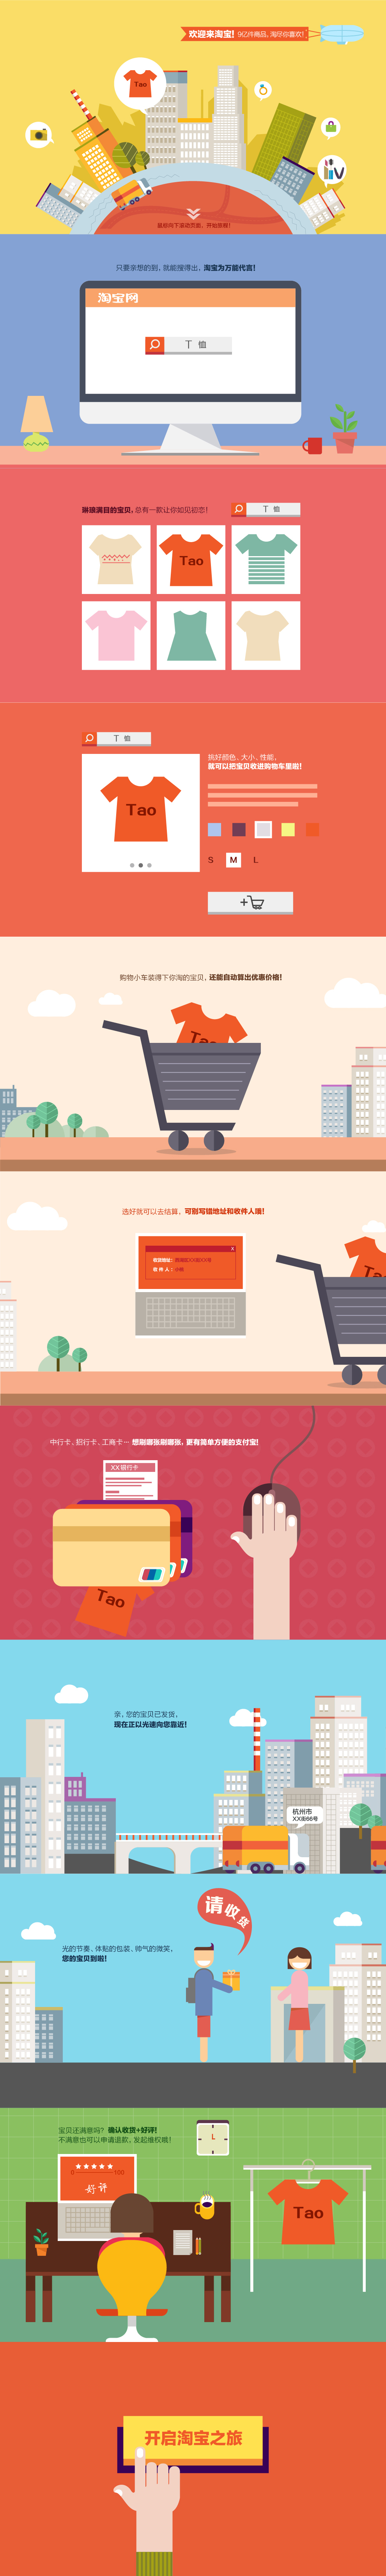 欢迎来淘宝! 9亿件商品, 淘尽你喜欢!
Tao
鼠标向下滚动页面, 开始旅程!
只要亲想的到, 就能搜得出, 淘宝为万能代言!
淘宝网
T 恤
琳琅满目的宝贝, 总有一款让你如见初恋!
T 恤
Tao
T 恤
挑好颜色、大小、性能,
就可以把宝贝收进购物车里啦!
Tao
S M L
+
购物小车装得下你淘的宝贝, 还能自动算出优惠价格!
Tao
选好就可以去结算, 可别写错地址和收件人哦!
X
收 件 人: 小淘
Ta
中行卡、招行卡、工商卡… 想刷哪张刷哪张, 更有简单方便的支付宝!
XX银行卡
Tao
亲, 您的宝贝已发货,
现在正以光速向您靠近!
杭州市
XX街66号
请收货
光的节奏、体贴的包装、帅气的微笑,
您的宝贝到啦!
宝贝还满意吗? 确认收货+好评!
不满意也可以申请退款, 发起维权哦!
0 100
好评
Tao
开启淘宝之旅